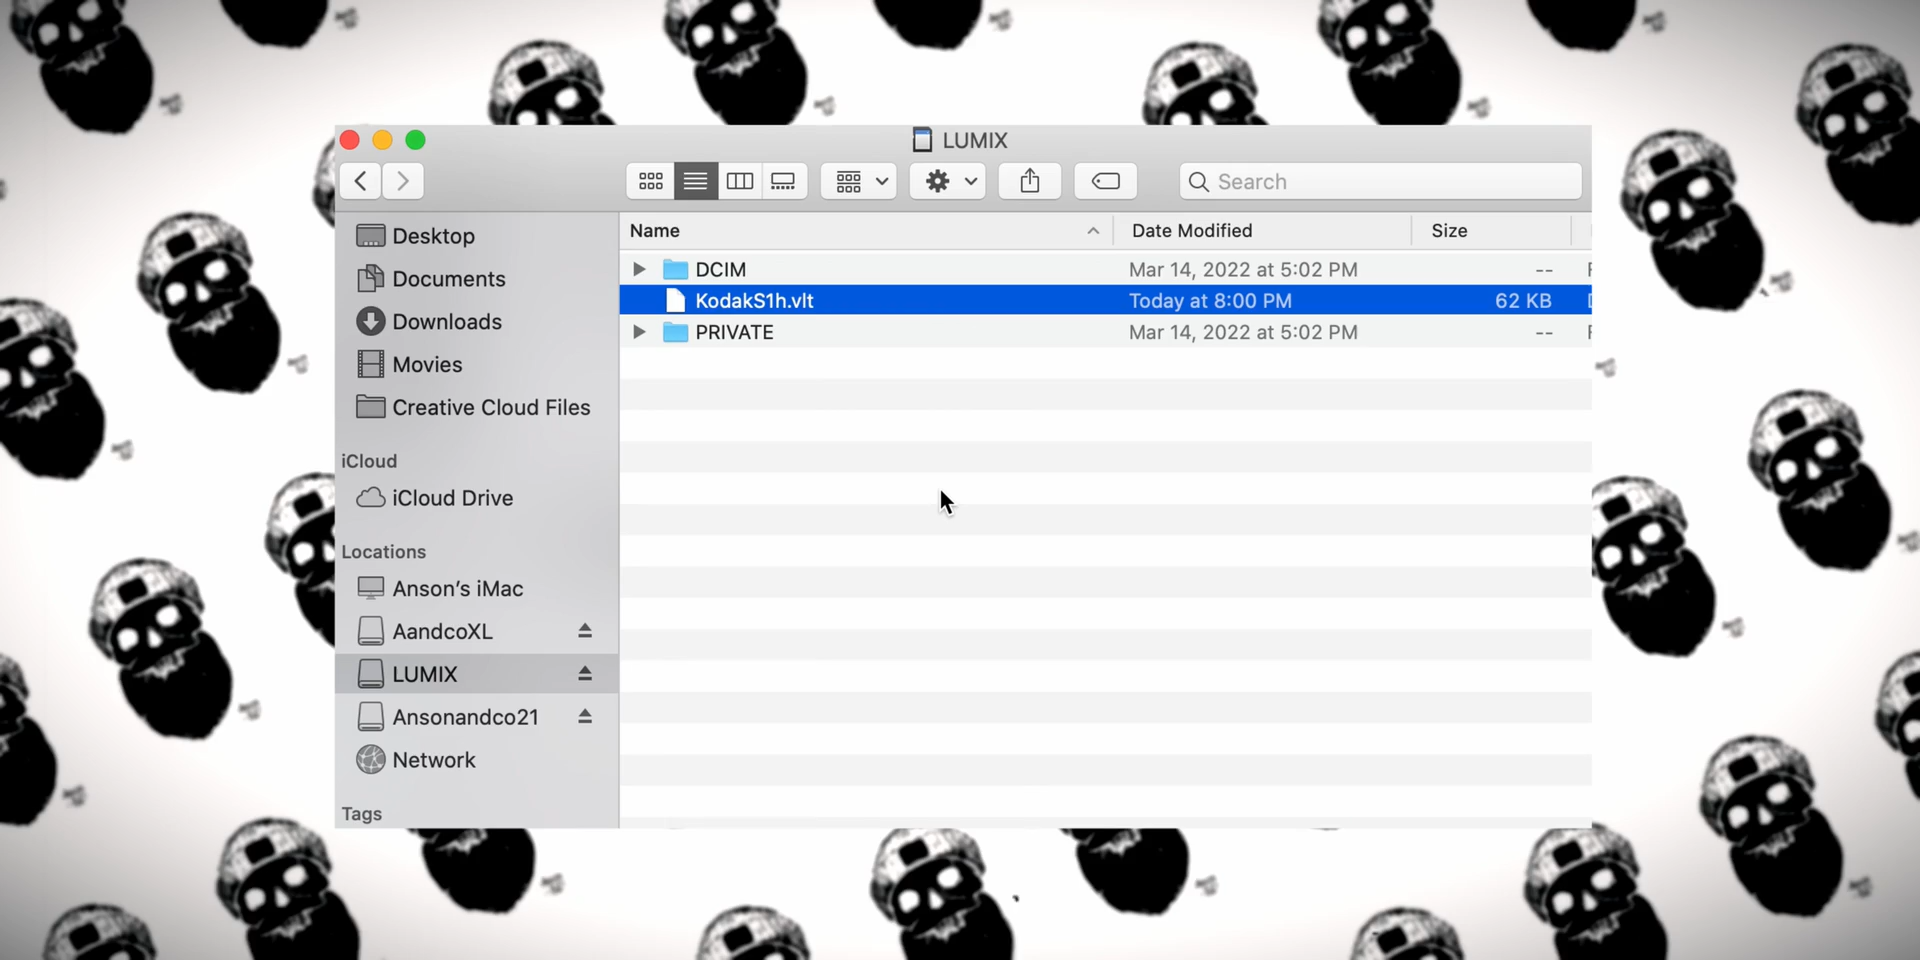 LUMIX
Search
Name Date Modified Size
DCIM Mar 14, 2022 at 5:02 PM --
KodakS1h.vlt Today at 8:00 PM 62 KB
PRIVATE Mar 14, 2022 at 5:02 PM --
Desktop
Documents
Downloads
Movies
Creative Cloud Files
iCloud
iCloud Drive
Locations
Anson’s iMac
AandcoXL
LUMIX
Ansonandco21
Network
Tags